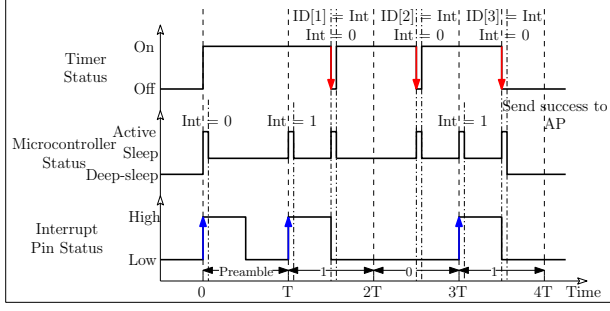 ID[1] = Int ID[2] = Int ID[3] = Int
Int = 0 Int = 0 Int = 0
On
Timer
Status
Off
Send success to
AP
Int = 0 Int = 1 Int = 1
Active
Microcontroller
Status
Sleep
Deep-sleep
High
Interrupt
Pin Status
Low
Preamble 1 0 1
0 T 2T 3T 4T Time